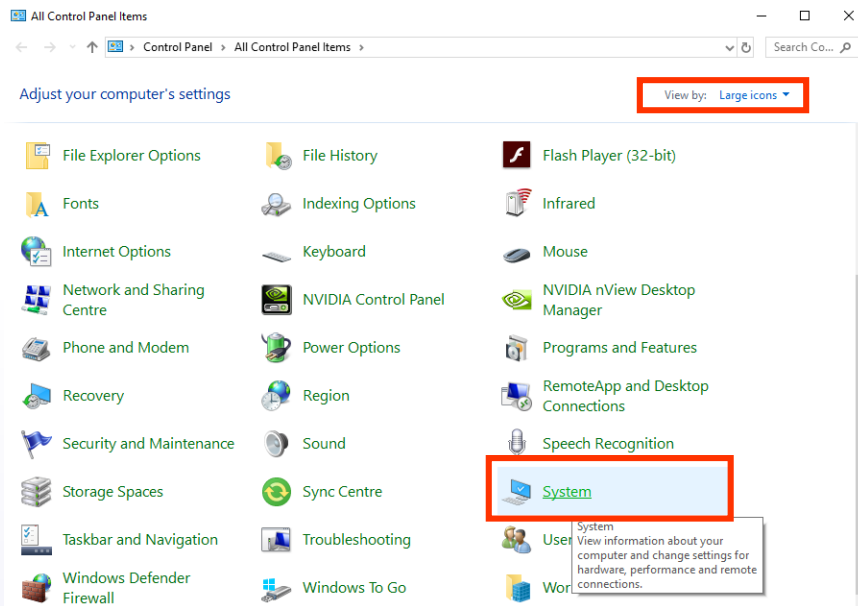 All Control Panel Items
Control Panel > All Control Panel Items >
Search Co...
Adjust your computer's settings
View by: Large icons
File Explorer Options
File History
Flash Player (32-bit)
Fonts
Indexing Options
Infrared
Internet Options
Keyboard
Mouse
Network and Sharing
Centre
NVIDIA Control Panel
NVIDIA nView Desktop
Manager
Phone and Modem
Power Options
Programs and Features
Recovery
Region
RemoteApp and Desktop
Connections
Security and Maintenance
Sound
Speech Recognition
Storage Spaces
Sync Centre
System
Taskbar and Navigation
Troubleshooting
User
System
View information about your
computer and change settings for
hardware, performance and remote
connections.
Windows Defender
Firewall
Windows To Go